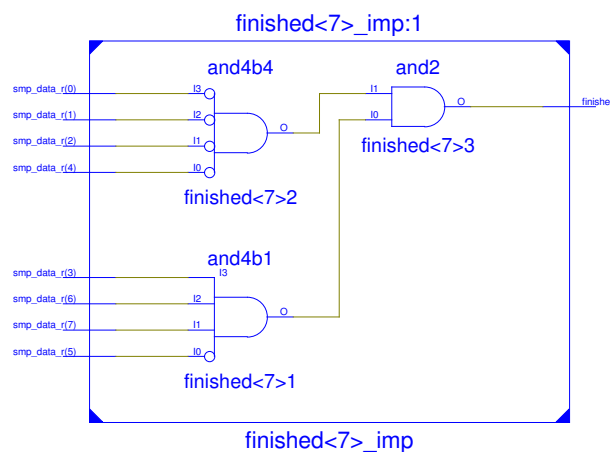 finished<7>_imp:1
and4b4
and2
smp_data_r(0)
I3
I1
smp_data_r(1)
I2
O
O
finishe
smp_data_r(2)
I1
I0
smp_data_r(4)
I0
finished<7>3
finished<7>2
and4b1
smp_data_r(3)
I3
smp_data_r(6)
I2
O
smp_data_r(7)
I1
smp_data_r(5)
I0
finished<7>1
finished<7>_imp